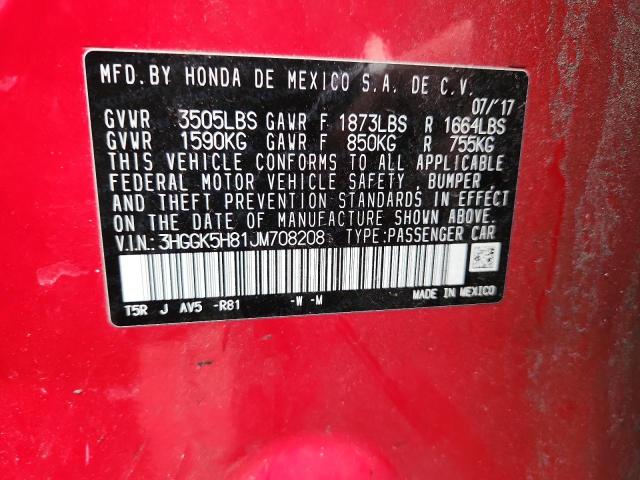 MFD.BY HONDA DE MEXICO S.A. DE C.V.
07/'17
GVWR 3505LBS GAWR F 1873LBS R 1664LBS
GVWR 1590KG GAWR F 850KG R 755KG
THIS VEHICLE CONFORMS TO ALL APPLICABLE
FEDERAL MOTOR VEHICLE SAFETY , BUMPER ,
AND THEFT PREVENTION STANDARDS IN EFFECT
ON THE DATE OF MANUFACTURE SHOWN ABOVE .
V.I.N.: 3HGGK5H81JM708208 TYPE:PASSENGER CAR
T5R J AV5 -R81 -W -M MADE IN MEXICO